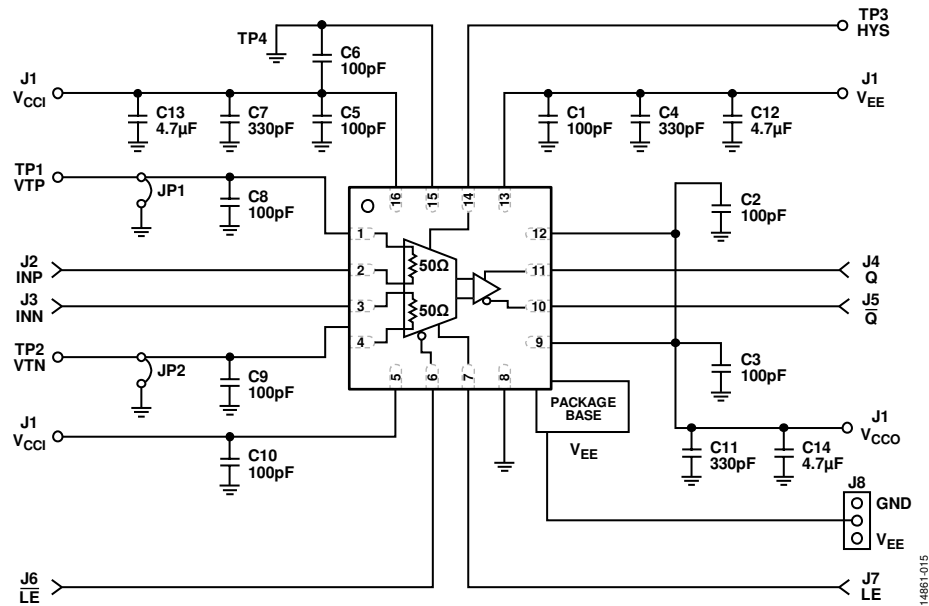 TP3
HYS
TP4
C6
100pF
J1
VCCI
C13
4.7µF
C7
330pF
C5
100pF
C1
100pF
C4
330pF
C12
4.7µF
J1
VEE
TP1
VTP
JP1
C8
100pF
16
15
14
13
C2
100pF
1
12
J2
INP
2
50Ω
11
J4
Q
J3
INN
3
50Ω
10
J5
Q̅
TP2
VTN
JP2
4
9
C9
100pF
C3
100pF
5
6
7
8
PACKAGE
BASE
VEE
J1
VCCI
C10
100pF
J1
VCCO
C11
330pF
C14
4.7µF
J8
GND
VEE
J6
L̅E̅
J7
LE
14861-015